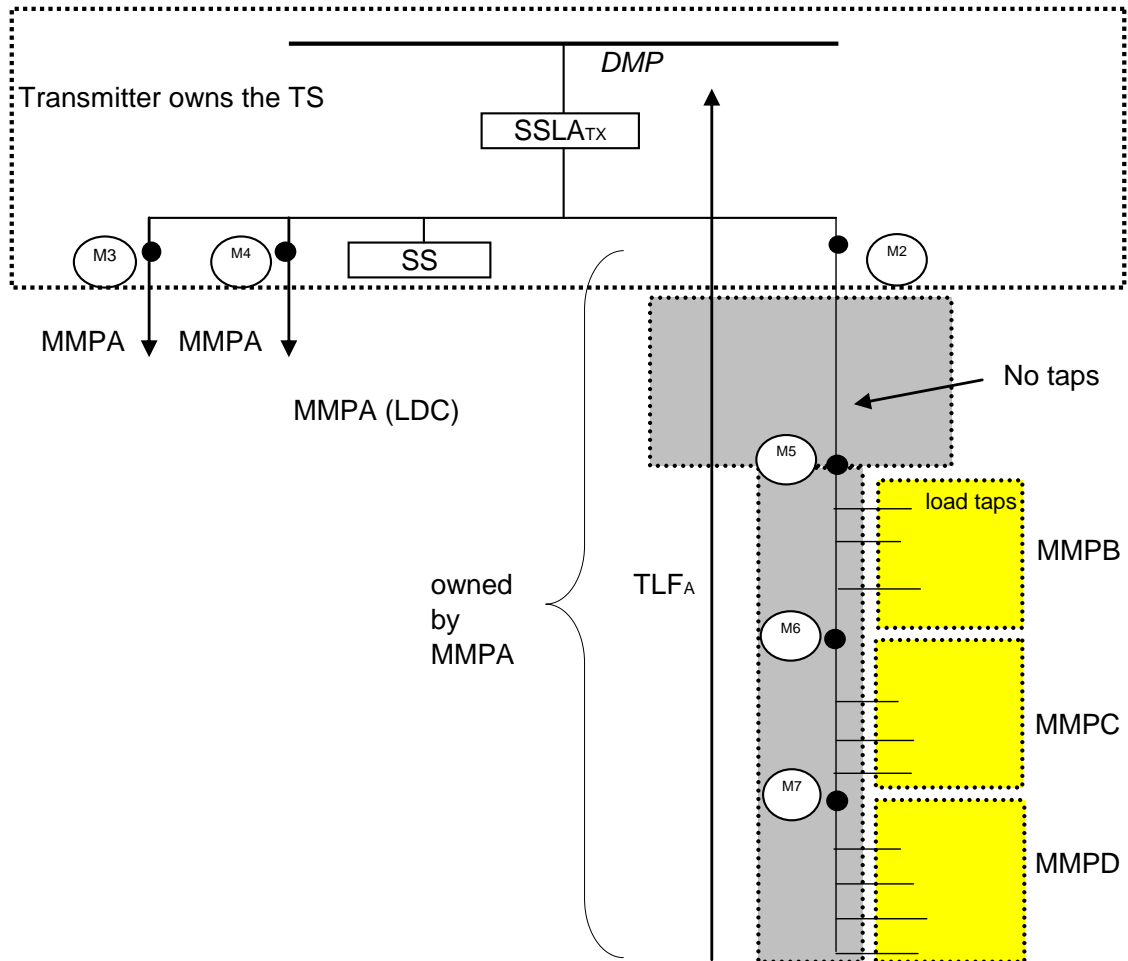 DMP
Transmitter owns the TS
SSLATX
M3
M4
SS
M2
MMPA
MMPA
No taps
MMPA (LDC)
M5
load taps
MMPB
owned
by
MMPA
TLFA
M6
MMPC
M7
MMPD